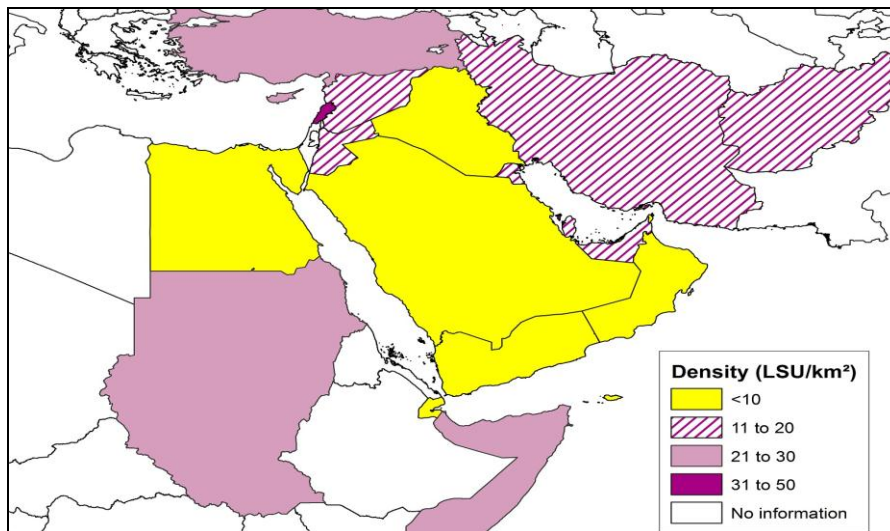 Density (LSU/km²)
<10
11 to 20
21 to 30
31 to 50
No information